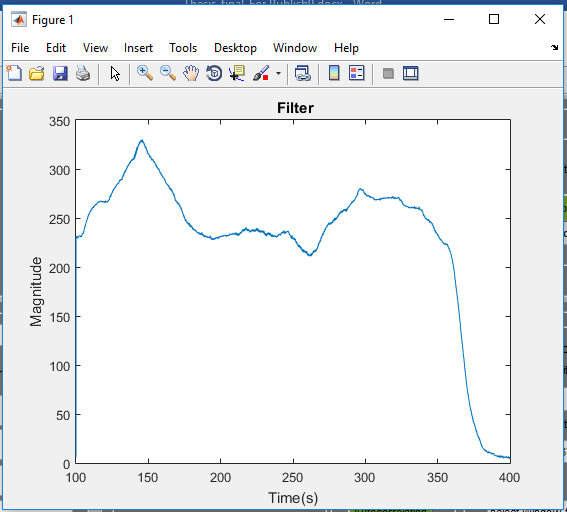 Figure 1
File Edit View Insert Tools Desktop Window Help
Filter
350
300
250
200
150
100
50
0
Magnitude
100 150 200 250 300 350 400
Time(s)